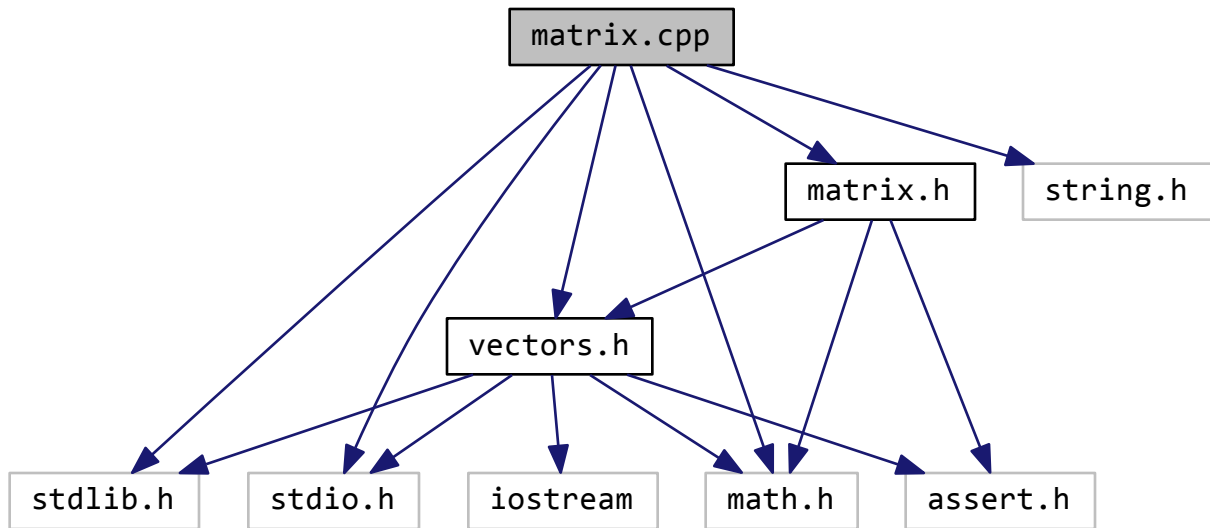 matrix.cpp
matrix.h
string.h
vectors.h
stdlib.h
stdio.h
iostream
math.h
assert.h